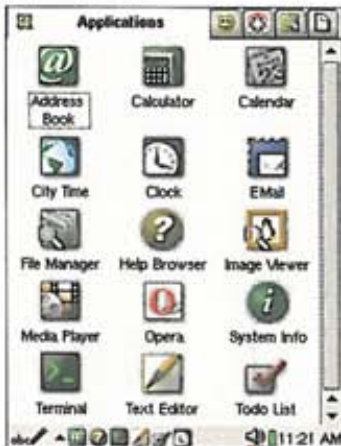 Applications
Address Book
Calculator
Calendar
City Time
Clock
EMail
File Manager
Help Browser
Image Viewer
Media Player
Opera
System Info
Terminal
Text Editor
Todo List
abc
11:21 AM